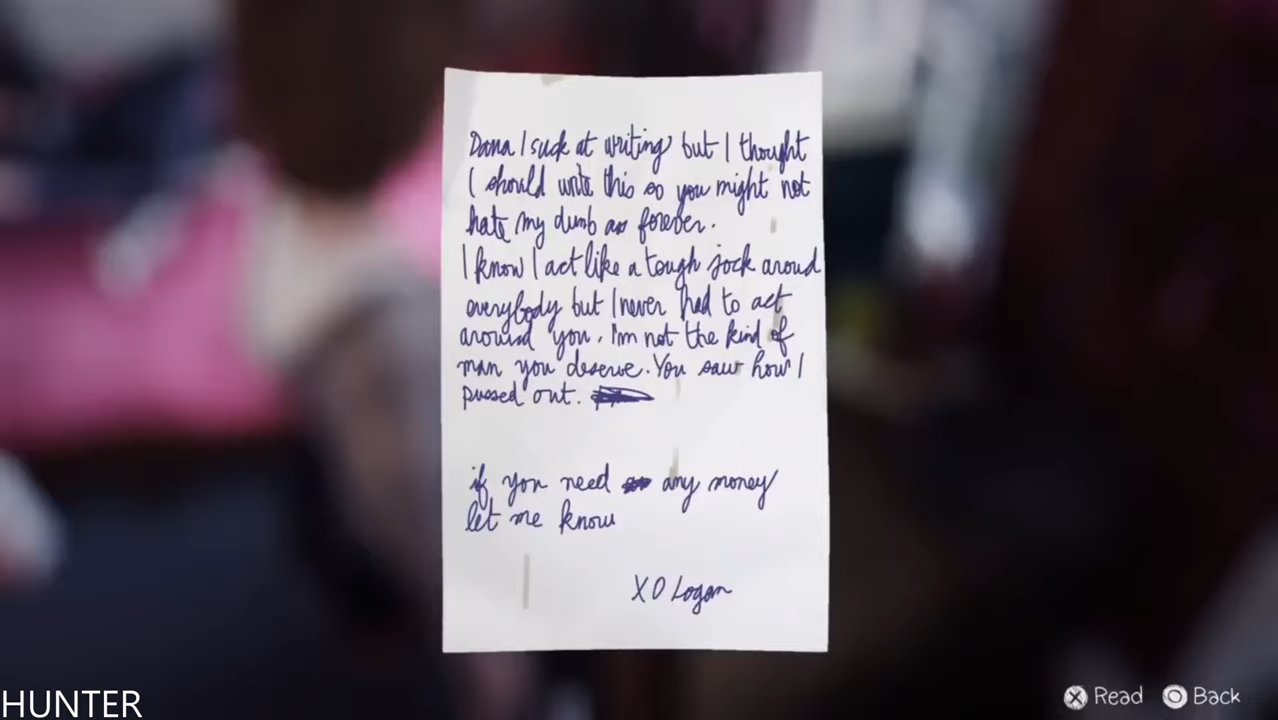 Dana I suck at writing but I thought
I should write this so you might not
hate my dumb ass forever.
I know I act like a tough jock aroud
everybody but I never had to act
around you. I'm not the kind of
man you deserve. You saw how I
pussed out.
if you need any money
let me know
XO Logan
HUNTER
Read Back